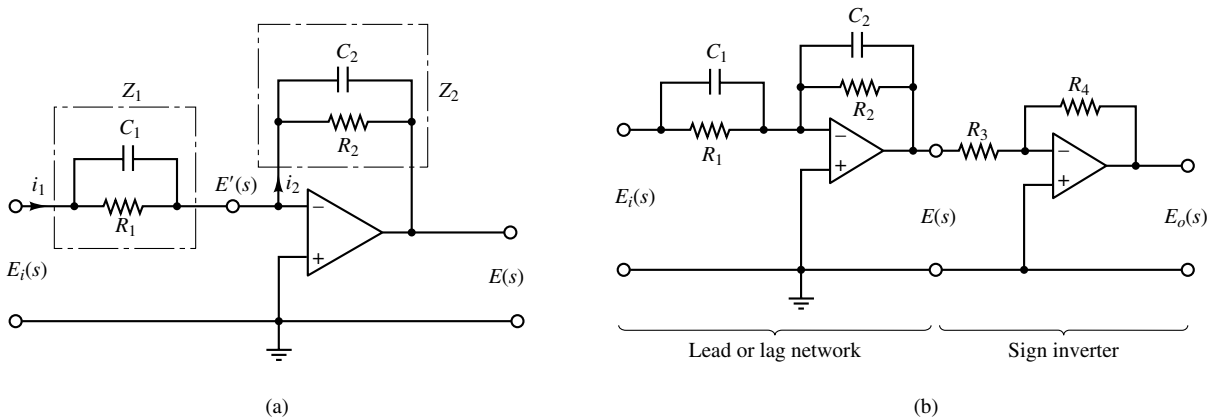 C₂
Z₁
Z₂
C₁
R₂
i₁
E′(s)
i₂
R₁
−
+
Eᵢ(s)
E(s)
(a)
C₂
C₁
R₂
R₄
R₁
R₃
−
+
−
+
Eᵢ(s)
E(s)
Eₒ(s)
Lead or lag network
Sign inverter
(b)